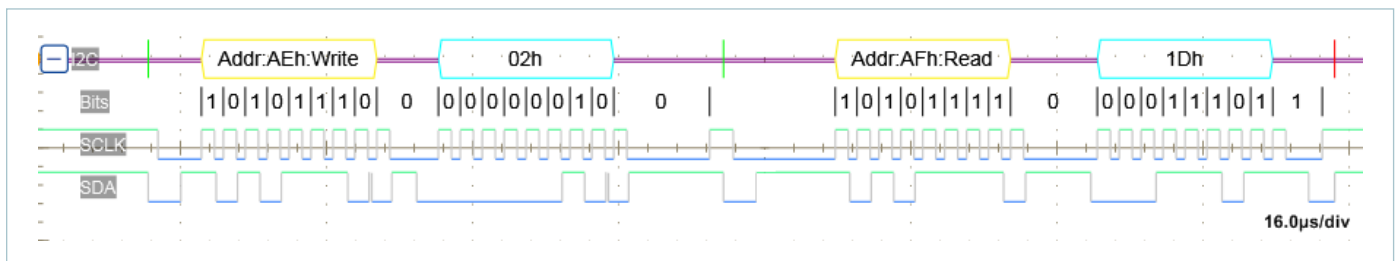 I2C Addr:AEh:Write 02h Addr:AFh:Read 1Dh
Bits 1 0 1 0 1 1 1 0 0 0 0 0 0 0 0 1 0 0 1 0 1 0 1 1 1 1 0 0 0 0 1 1 1 0 1 1
SCLK
SDA
16.0µs/div